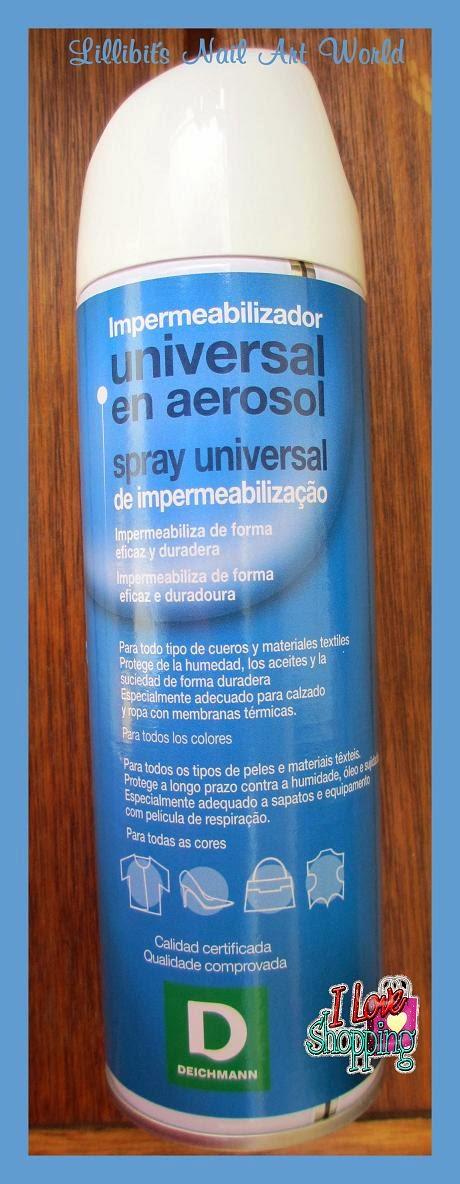 Lillibit's Nail Art World
Impermeabilizador
universal
en aerosol
spray universal
de impermeabilização
Impermeabiliza de forma
eficaz y duradera
Impermeabiliza de forma
eficaz e duradoura
Para todo tipo de cueros y materiales textiles
Protege de la humedad, los aceites y la
suciedad de forma duradera
Especialmente adecuado para calzado
y ropa con membranas térmicas.
Para todos los colores
Para todos os tipos de peles e materiais têxteis.
Protege a longo prazo contra a humidade, óleo e sujidade
Especialmente adequado a sapatos e equipamento
com película de respiração.
Para todas as cores
Calidad certificada
Qualidade comprovada
D
DEICHMANN
I Love
Shopping